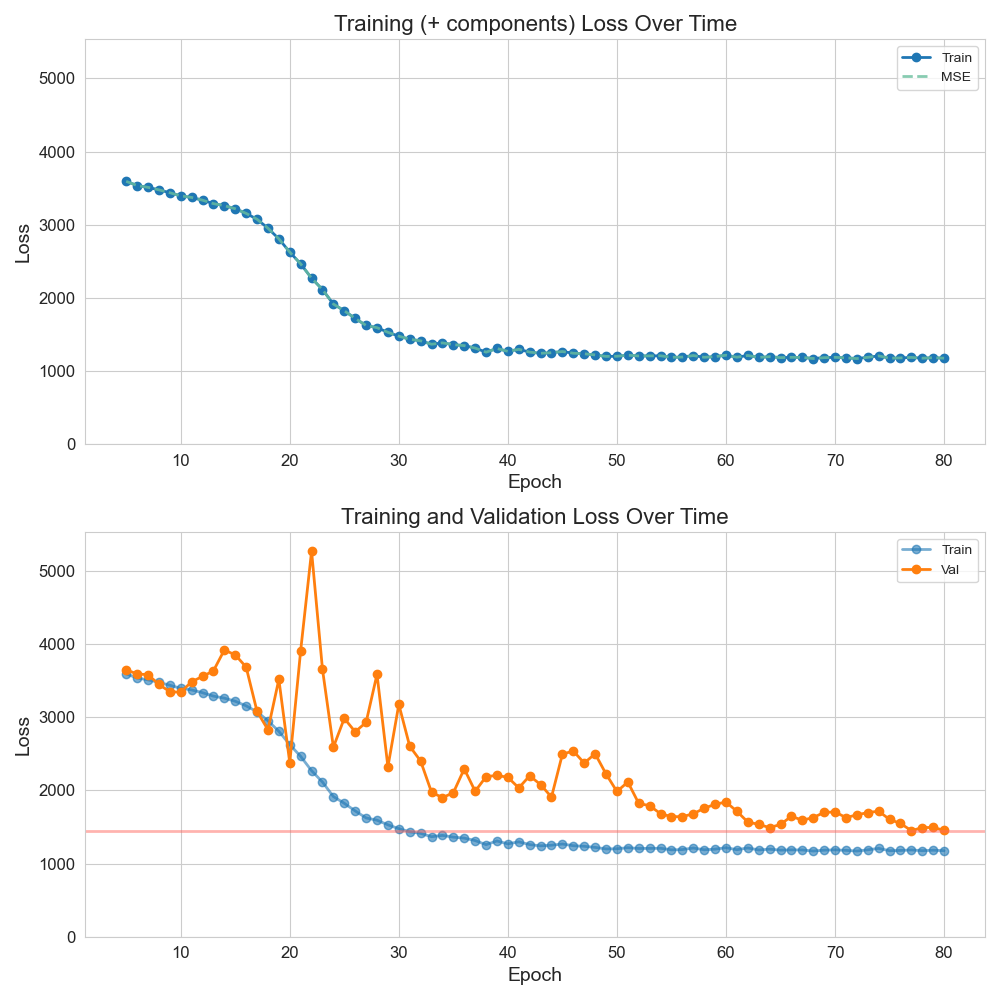 Training (+ components) Loss Over Time
Train
MSE
5000
4000
3000
2000
1000
0
Loss
10 20 30 40 50 60 70 80
Epoch
Training and Validation Loss Over Time
Train
Val
5000
4000
3000
2000
1000
0
Loss
10 20 30 40 50 60 70 80
Epoch